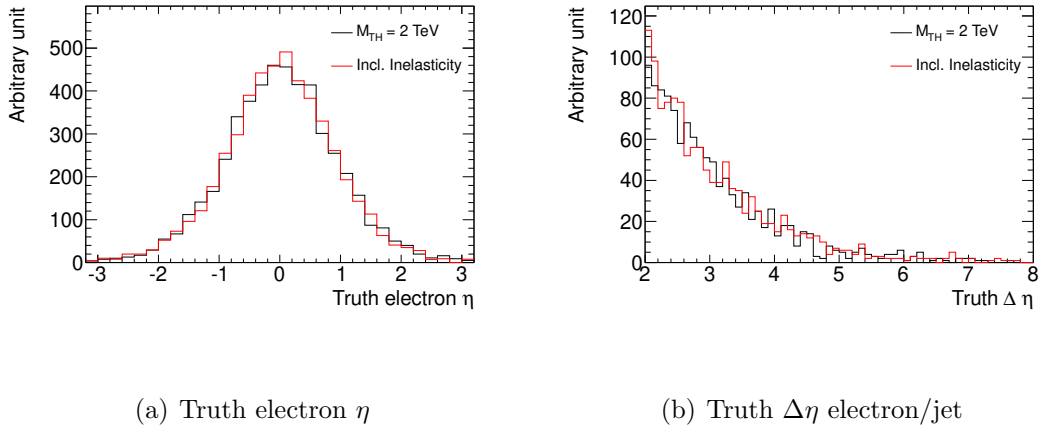 Arbitrary unit
500
400
300
200
100
0
-3 -2 -1 0 1 2 3
Truth electron η
M_TH = 2 TeV
Incl. Inelasticity
Arbitrary unit
120
100
80
60
40
20
0
2 3 4 5 6 7 8
Truth Δ η
M_TH = 2 TeV
Incl. Inelasticity
(a) Truth electron η
(b) Truth Δη electron/jet